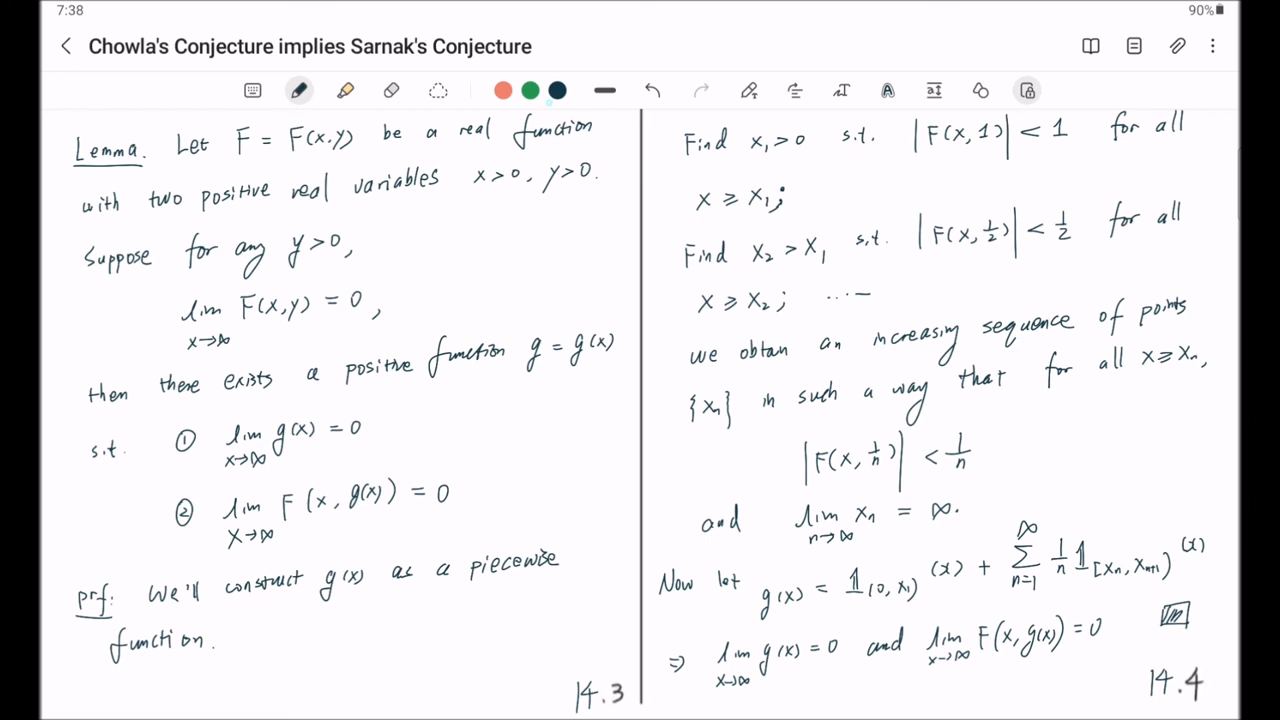 7:38
90%
Chowla's Conjecture implies Sarnak's Conjecture
Lemma. Let F = F(x,y) be a real function
with two positive real variables x>0, y>0.
Suppose for any y>0,
lim F(x,y) = 0,
x→∞
then there exists a positive function g = g(x)
s.t. ① lim g(x) = 0
x→∞
② lim F(x, g(x)) = 0
x→∞
prf: We'll construct g(x) as a piecewise
function.
14.3
Find x₁>0 s.t. |F(x,1)| < 1 for all
x ≥ x₁;
Find x₂ > x₁ s.t. |F(x,½)| < ½ for all
x ≥ x₂; ...—
we obtain an increasing sequence of points
{xₙ} in such a way that for all x ≥ xₙ,
|F(x, 1/n)| < 1/n
and lim xₙ = ∞.
n→∞
Now let g(x) = 𝟙_(0,x₁) (x) + ∑_{n=1}^∞ 1/n 𝟙_[xₙ, xₙ₊₁) (x)
⇒ lim g(x) = 0 and lim F(x, g(x)) = 0
x→∞ x→∞
14.4